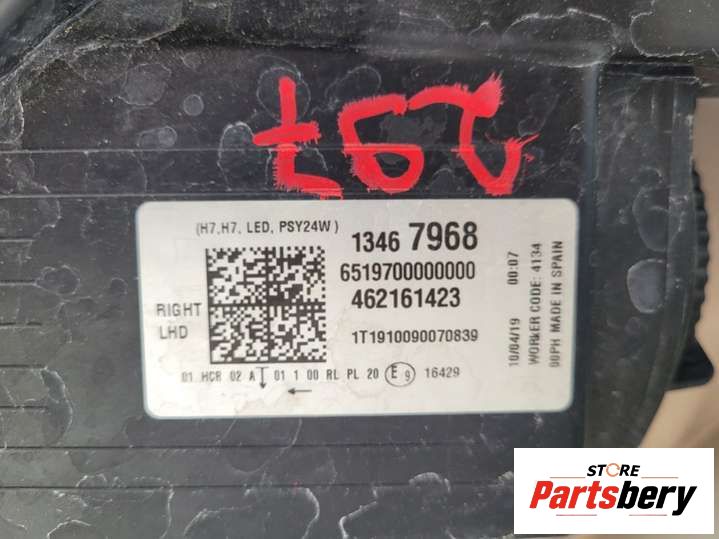 297
(H7,H7, LED, PSY24W)
1346 7968
6519700000000
462161423
RIGHT
LHD
1T1910090070839
01 HCR 02 A 01 1 00 RL PL 20 E9 16429
10/04/19 00:07
WORKER CODE: 4134
00PH MADE IN SPAIN
STORE
Partsbery